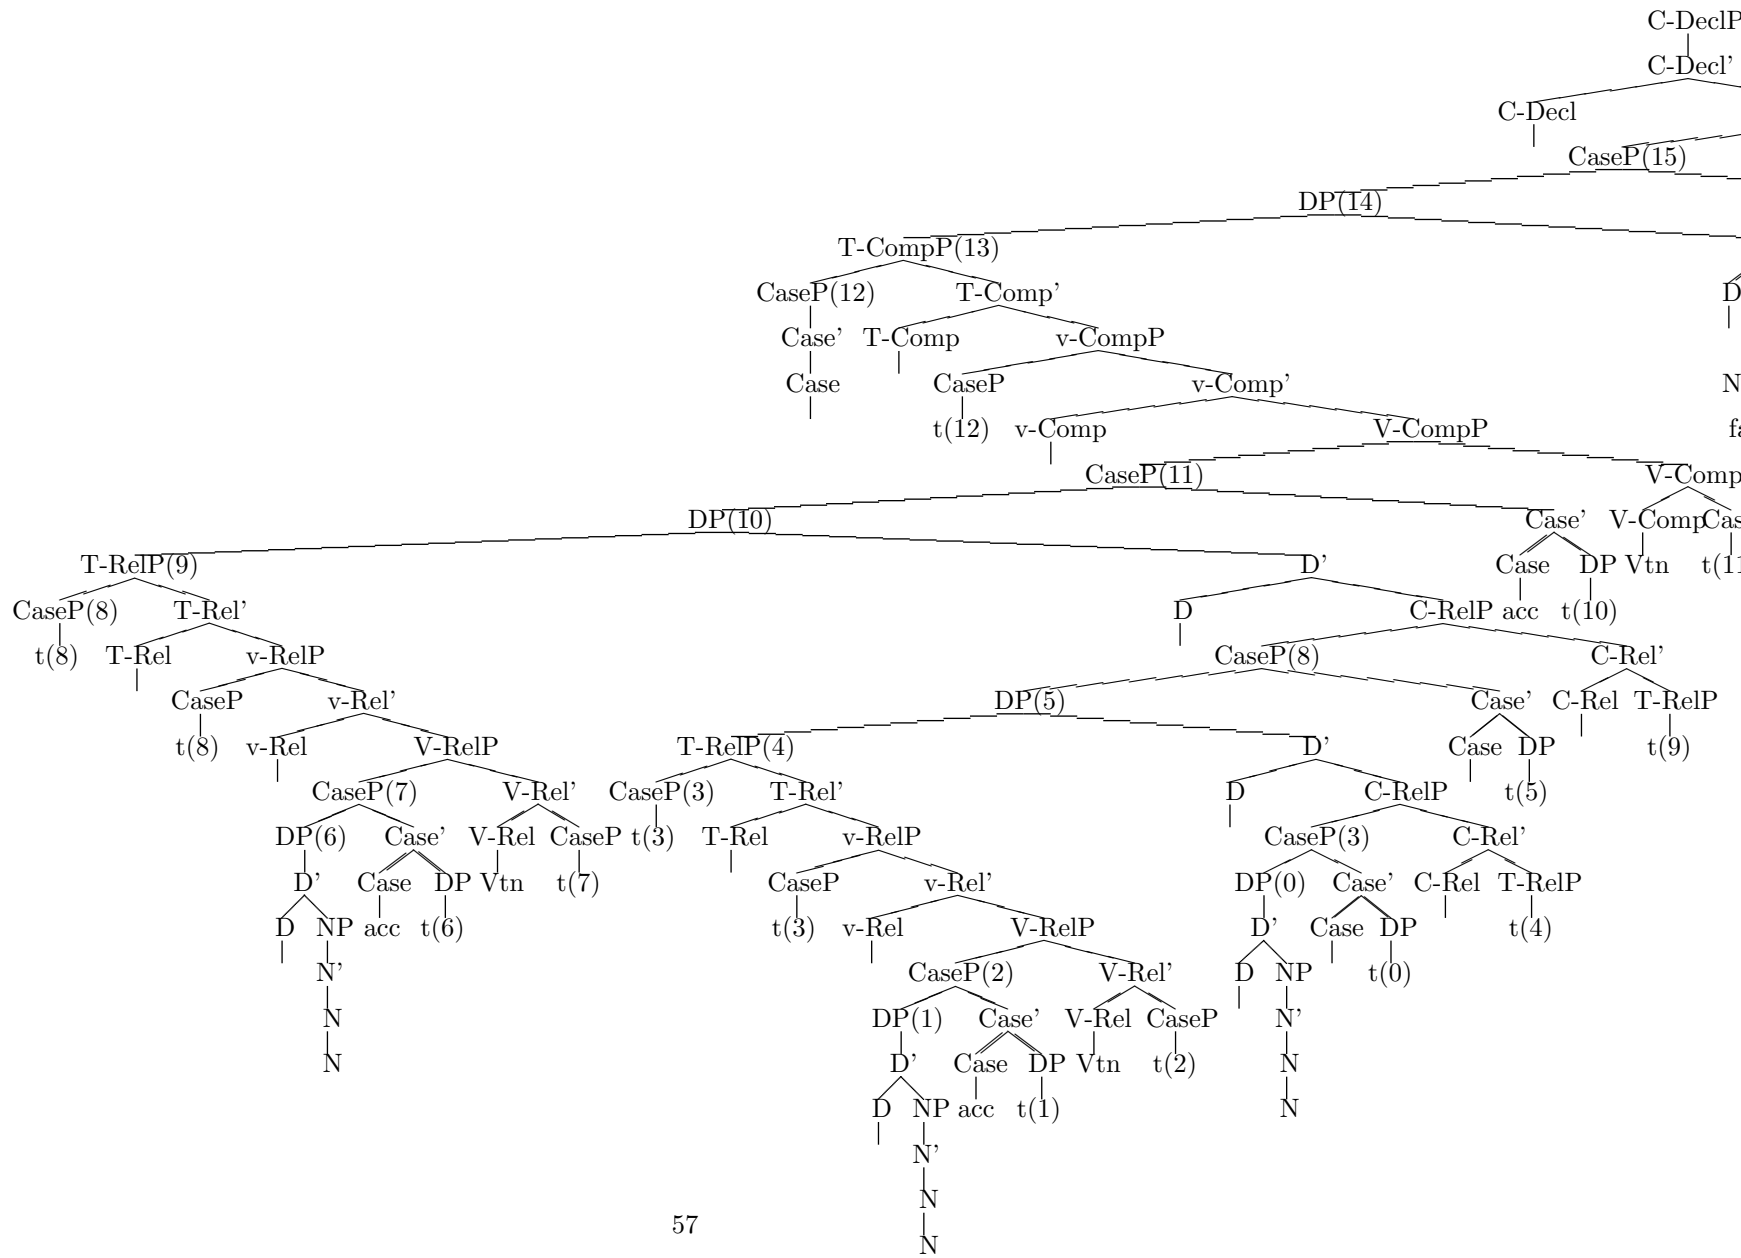 C-DeclP
C-Decl'
C-Decl
CaseP(15)
DP(14)
T-CompP(13)
CaseP(12) T-Comp' D
Case' T-Comp v-CompP
Case CaseP v-Comp' N
t(12) v-Comp V-CompP fa
CaseP(11) V-Comp
DP(10) Case' V-Comp Cas
T-RelP(9) D' Case DP Vtn t(11
CaseP(8) T-Rel' D C-RelP acc t(10)
t(8) T-Rel v-RelP CaseP(8) C-Rel'
CaseP v-Rel' DP(5) Case' C-Rel T-RelP
t(8) v-Rel V-RelP T-RelP(4) D' Case DP t(9)
CaseP(7) V-Rel' CaseP(3) T-Rel' D C-RelP t(5)
DP(6) Case' V-Rel CaseP t(3) T-Rel v-RelP CaseP(3) C-Rel'
D' Case DP Vtn t(7) CaseP v-Rel' DP(0) Case' C-Rel T-RelP
D NP acc t(6) t(3) v-Rel V-RelP D' Case DP t(4)
N' CaseP(2) V-Rel' D NP t(0)
N DP(1) Case' V-Rel CaseP N'
N D' Case DP Vtn t(2) N
D NP acc t(1) N
N'
N
57
N